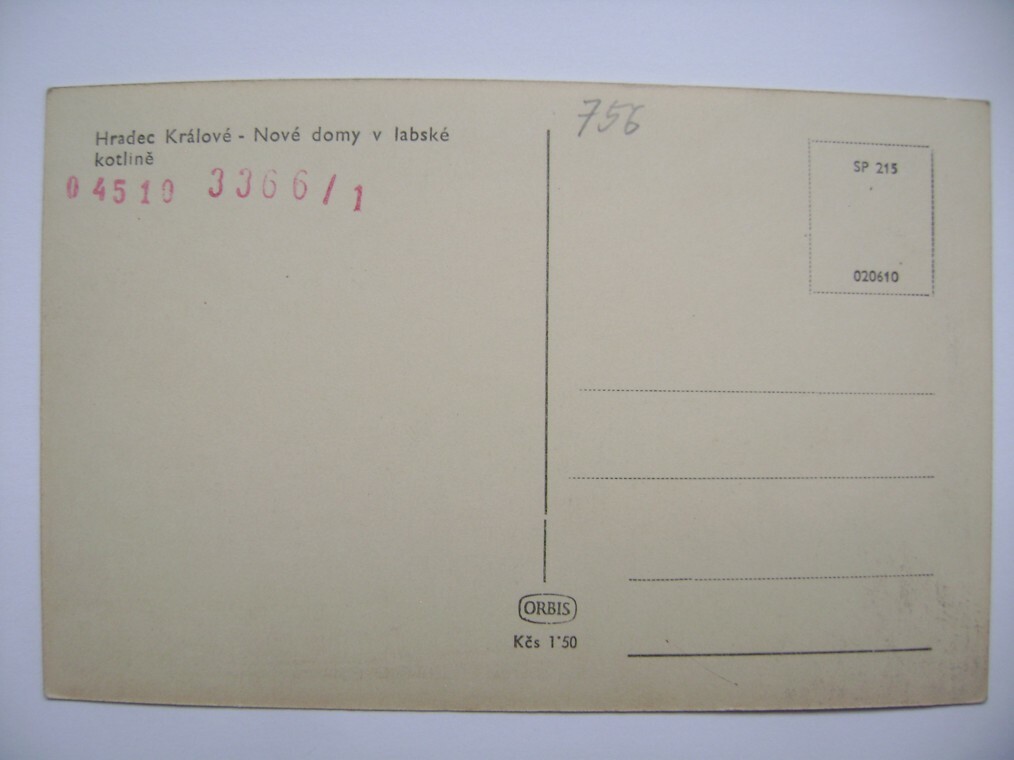 Hradec Králové - Nové domy v labské
kotlině
04510 3366/1
756
SP 215
020610
ORBIS
Kčs 1˙50